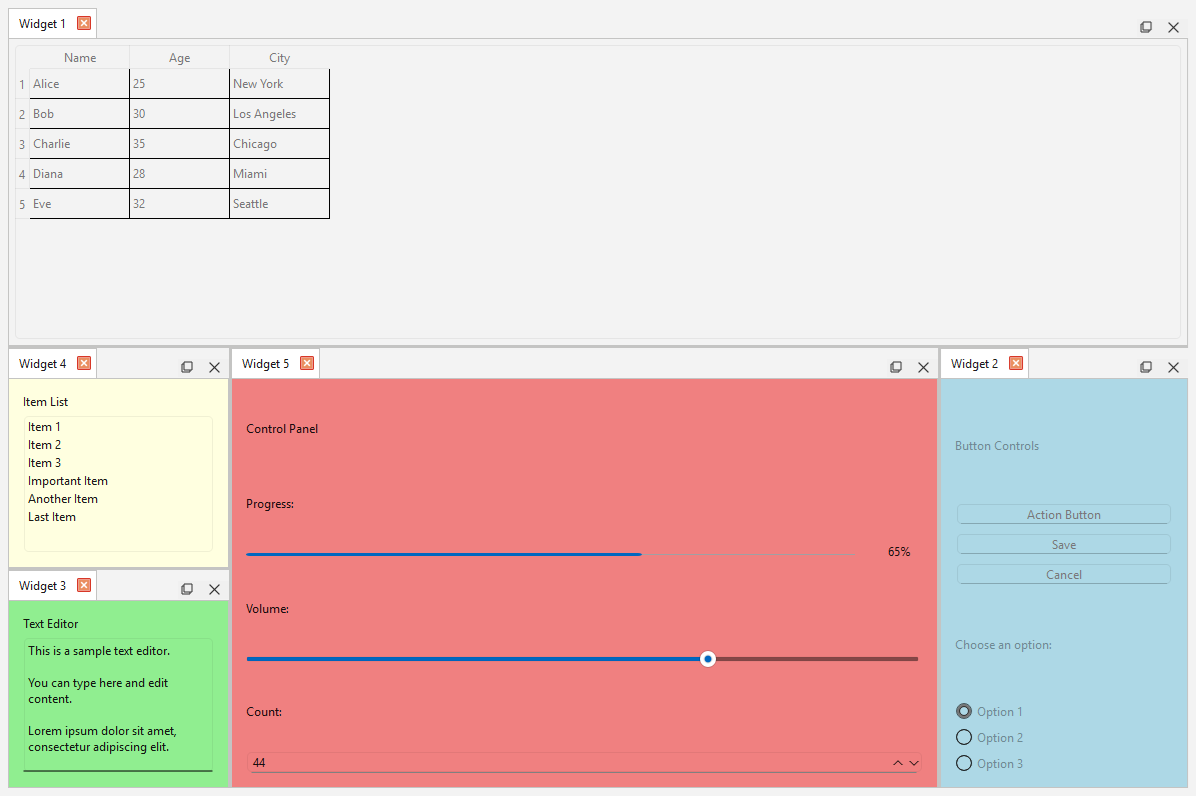 Widget 1
Name Age City
1 Alice 25 New York
2 Bob 30 Los Angeles
3 Charlie 35 Chicago
4 Diana 28 Miami
5 Eve 32 Seattle
Widget 4
Item List
Item 1
Item 2
Item 3
Important Item
Another Item
Last Item
Widget 3
Text Editor
This is a sample text editor.
You can type here and edit
content.
Lorem ipsum dolor sit amet,
consectetur adipiscing elit.
Widget 5
Control Panel
Progress:
65%
Volume:
Count:
44
Widget 2
Button Controls
Action Button
Save
Cancel
Choose an option:
Option 1
Option 2
Option 3